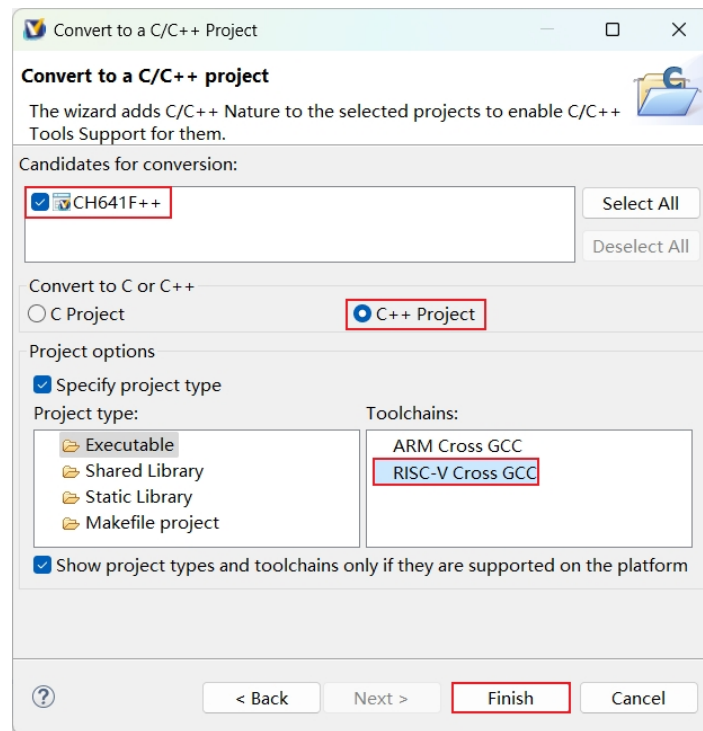 Convert to a C/C++ Project
Convert to a C/C++ project
The wizard adds C/C++ Nature to the selected projects to enable C/C++
Tools Support for them.
Candidates for conversion:
CH641F++
Select All
Deselect All
Convert to C or C++
C Project
C++ Project
Project options
Specify project type
Project type:
Toolchains:
Executable
ARM Cross GCC
Shared Library
RISC-V Cross GCC
Static Library
Makefile project
Show project types and toolchains only if they are supported on the platform
? < Back Next > Finish Cancel